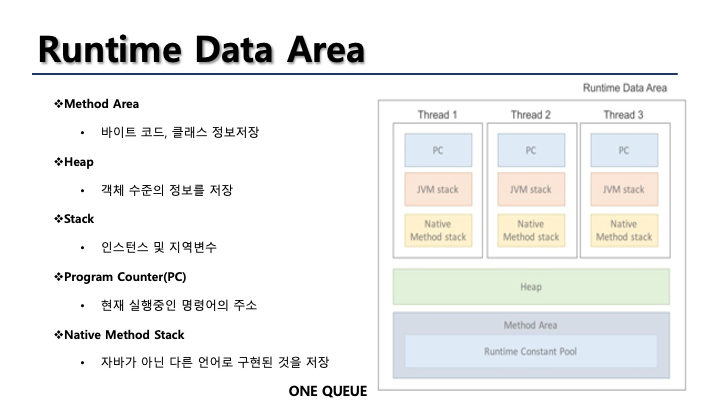 Runtime Data Area
❖Method Area
• 바이트 코드, 클래스 정보저장
❖Heap
• 객체 수준의 정보를 저장
❖Stack
• 인스턴스 및 지역변수
❖Program Counter(PC)
• 현재 실행중인 명령어의 주소
❖Native Method Stack
• 자바가 아닌 다른 언어로 구현된 것을 저장
ONE QUEUE
Runtime Data Area
Thread 1
PC
JVM stack
Native
Method stack
Thread 2
PC
JVM stack
Native
Method stack
Thread 3
PC
JVM stack
Native
Method stack
Heap
Method Area
Runtime Constant Pool